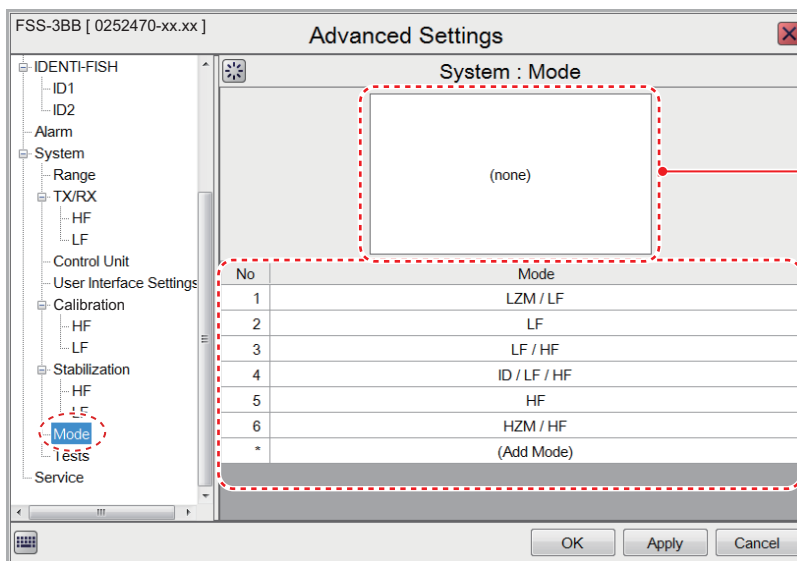 FSS-3BB [ 0252470-xx.xx ]
Advanced Settings
IDENTI-FISH
ID1
ID2
Alarm
System
Range
TX/RX
HF
LF
Control Unit
User Interface Settings
Calibration
HF
LF
Stabilization
HF
LF
Mode
Tests
Service
System : Mode
(none)
No Mode
1 LZM / LF
2 LF
3 LF / HF
4 ID / LF / HF
5 HF
6 HZM / HF
* (Add Mode)
OK Apply Cancel